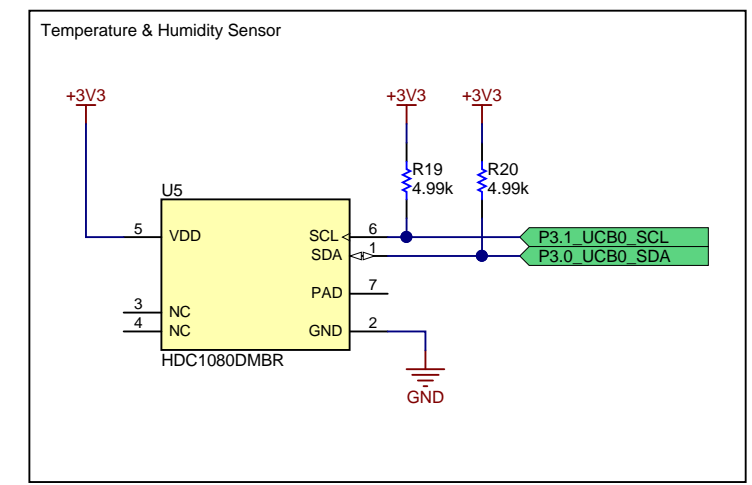 Temperature & Humidity Sensor
+3V3
+3V3
+3V3
R19
4.99k
R20
4.99k
U5
5
VDD
SCL
6
P3.1_UCB0_SCL
SDA
1
P3.0_UCB0_SDA
PAD
7
3
NC
4
NC
GND
2
HDC1080DMBR
GND